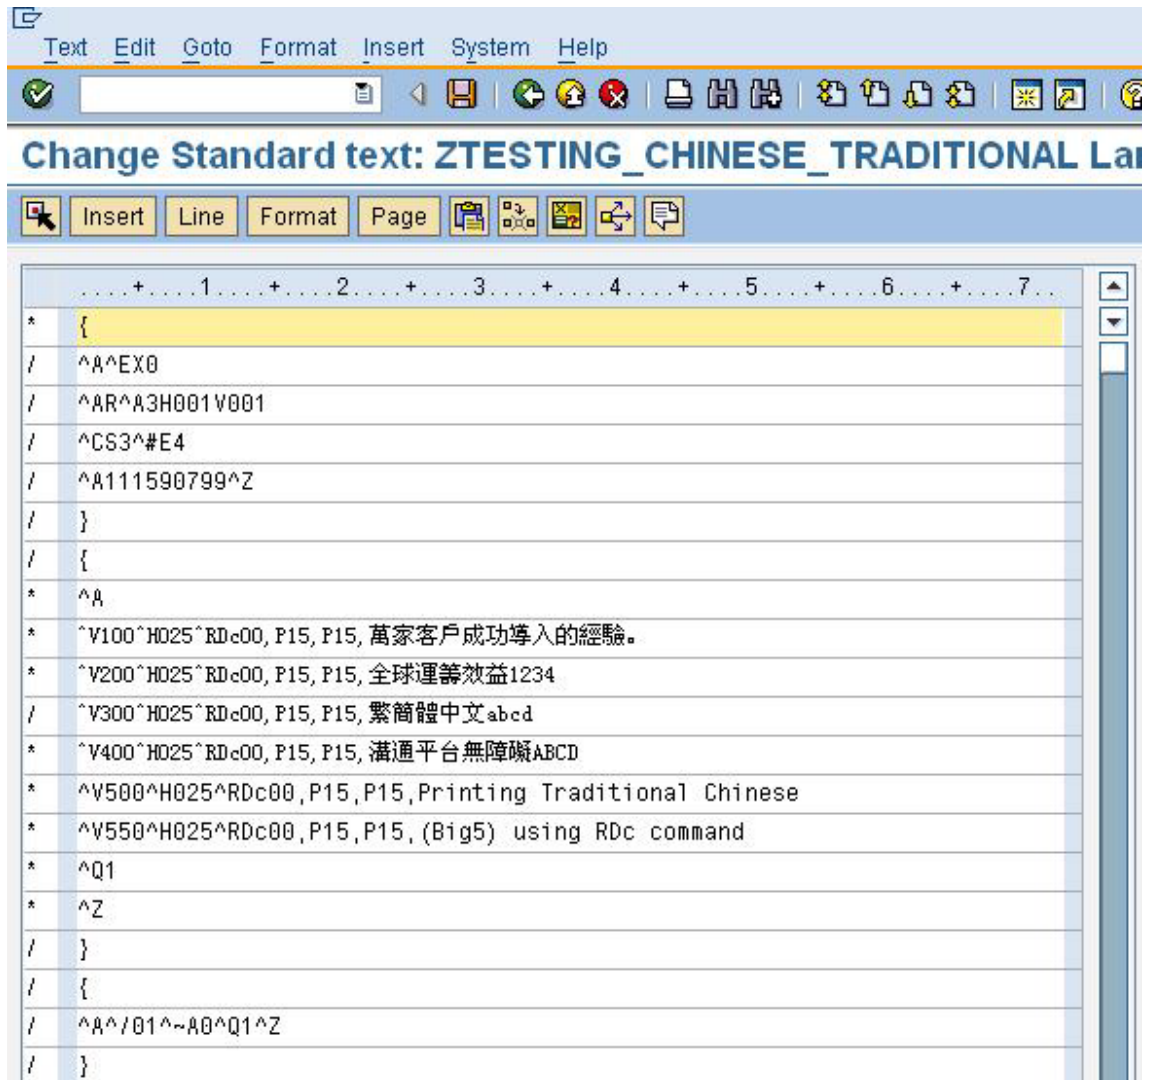 Text Edit Goto Format Insert System Help
Change Standard text: ZTESTING_CHINESE_TRADITIONAL Lan
Insert Line Format Page
....+....1....+....2....+....3....+....4....+....5....+....6....+....7..
* {
/ ^A^EX0
/ ^AR^A3H001V001
/ ^CS3^#E4
/ ^A111590799^Z
/ }
/ {
* ^A
* ^V100^H025^RDc00,P15,P15,萬家客戶成功導入的經驗。
* ^V200^H025^RDc00,P15,P15,全球運籌效益1234
/ ^V300^H025^RDc00,P15,P15,繁簡體中文abcd
* ^V400^H025^RDc00,P15,P15,溝通平台無障礙ABCD
* ^V500^H025^RDc00,P15,P15,Printing Traditional Chinese
* ^V550^H025^RDc00,P15,P15,(Big5) using RDc command
* ^Q1
* ^Z
/ }
/ {
/ ^A^/01^~A0^Q1^Z
/ }